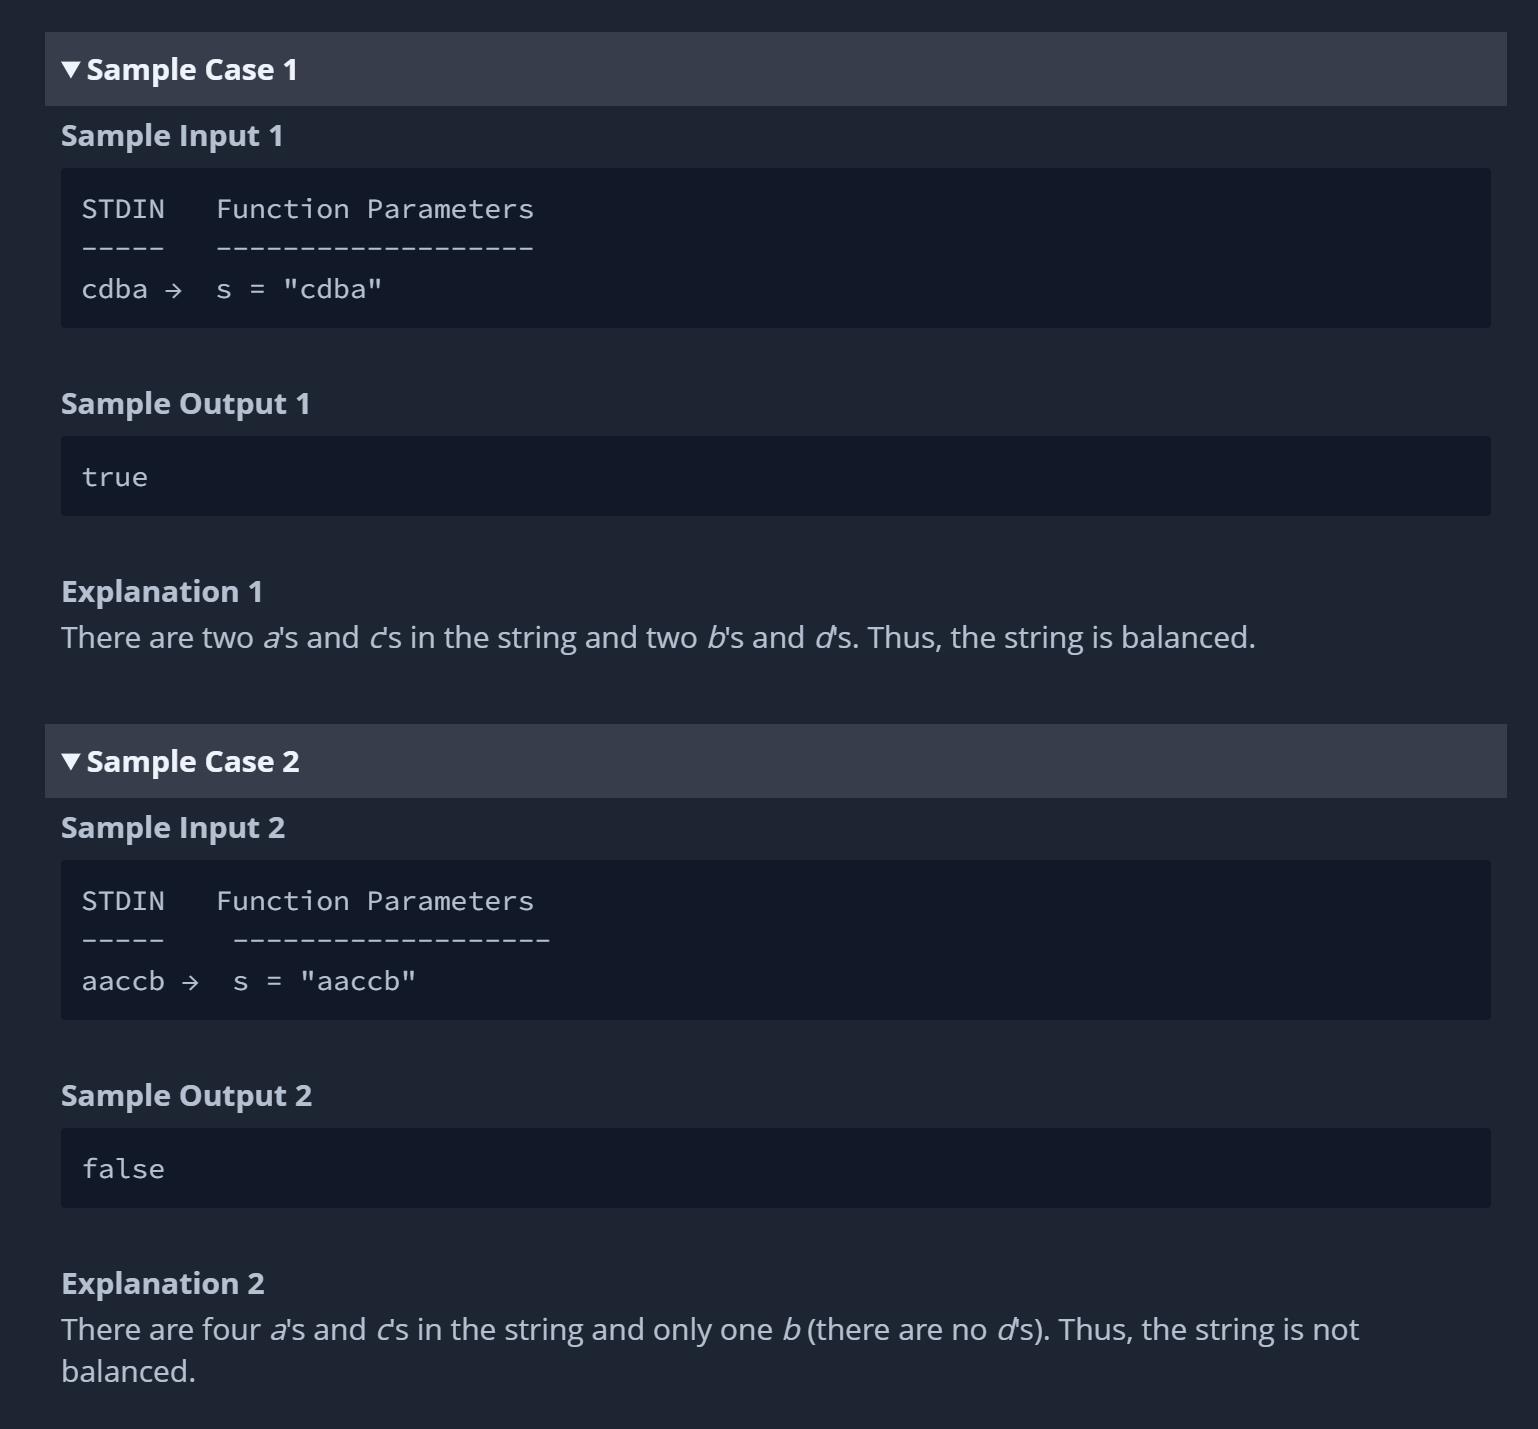 ▼ Sample Case 1
Sample Input 1
STDIN   Function Parameters
-----   -------------------
cdba →  s = "cdba"
Sample Output 1
true
Explanation 1
There are two a's and c's in the string and two b's and d's. Thus, the string is balanced.
▼ Sample Case 2
Sample Input 2
STDIN   Function Parameters
-----    -------------------
aaccb →  s = "aaccb"
Sample Output 2
false
Explanation 2
There are four a's and c's in the string and only one b (there are no d's). Thus, the string is not
balanced.